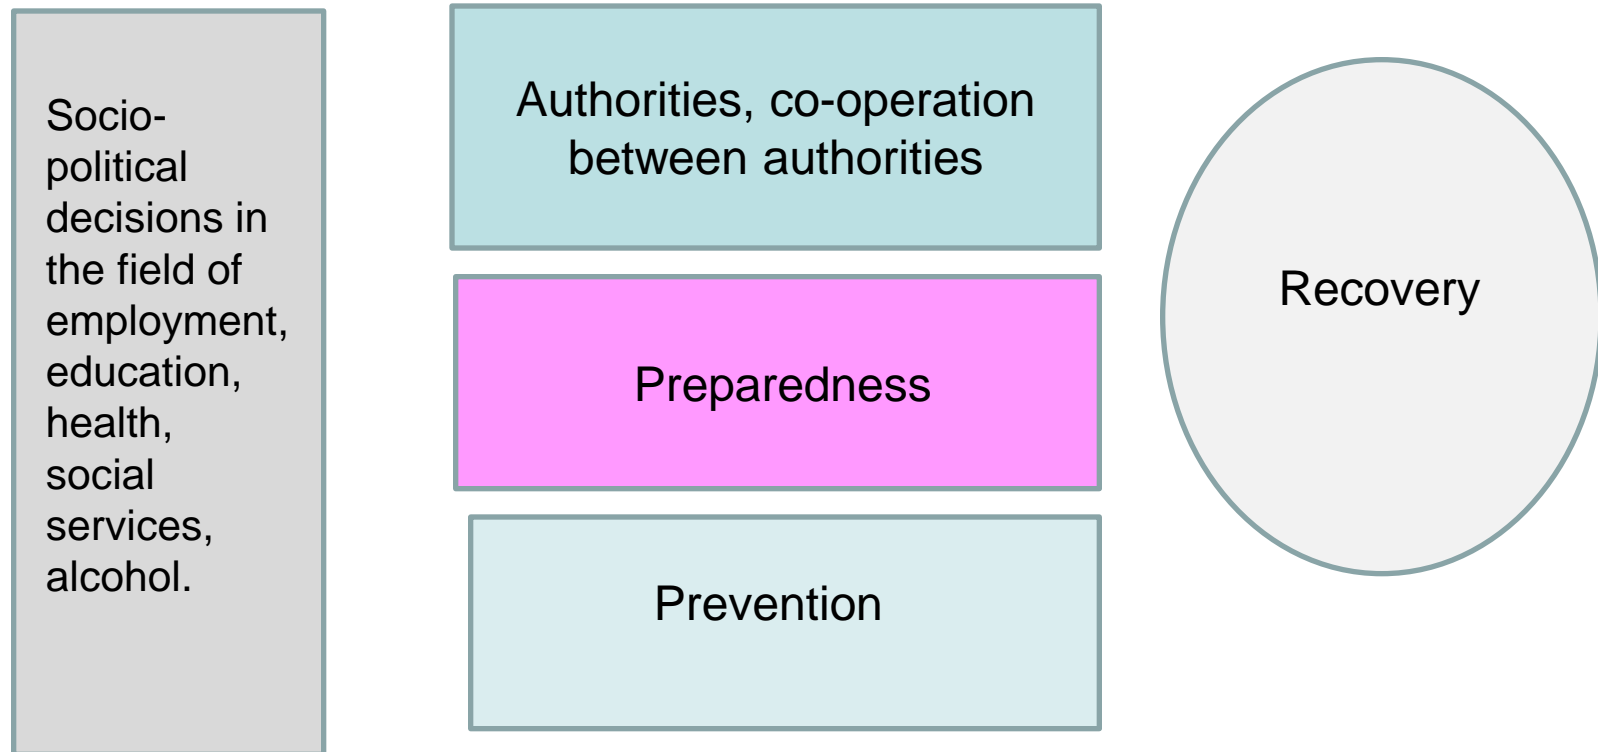 Socio-
political
decisions in
the field of
employment,
education,
health,
social
services,
alcohol.
Authorities, co-operation
between authorities
Preparedness
Prevention
Recovery